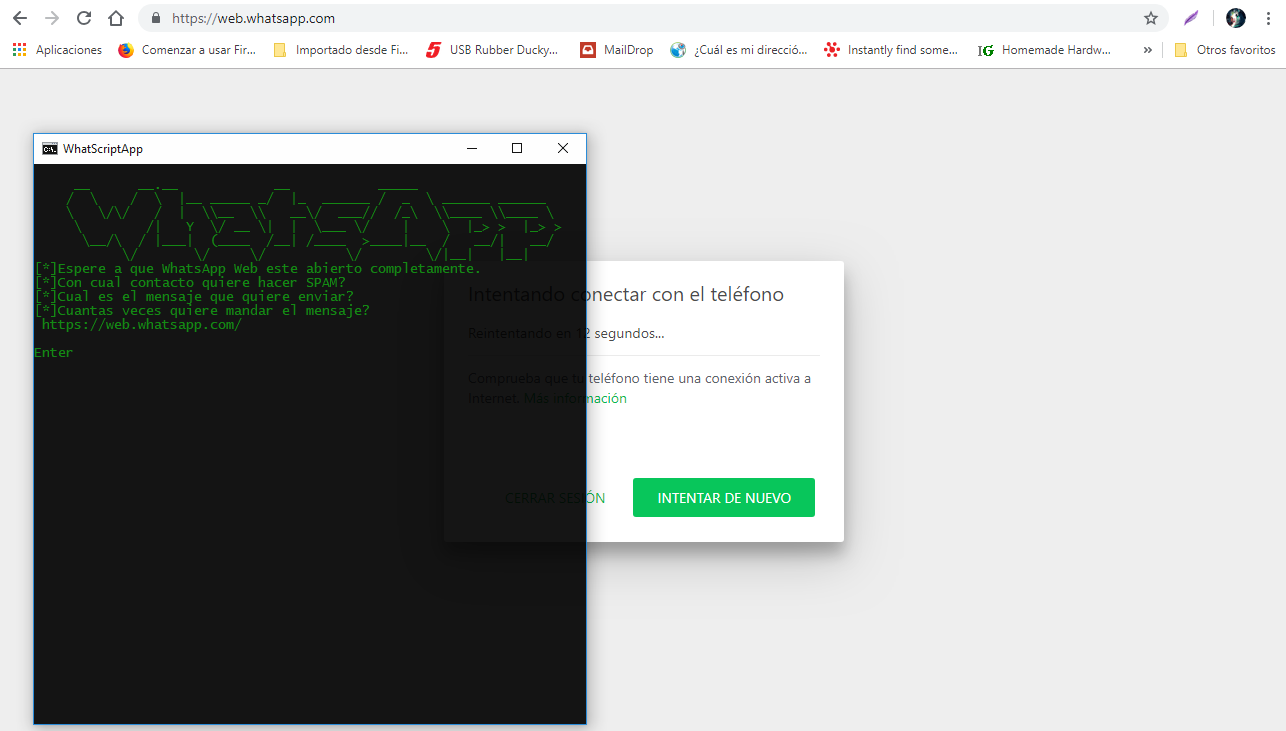 https://web.whatsapp.com
Aplicaciones
Comenzar a usar Fir...
Importado desde Fi...
USB Rubber Ducky...
MailDrop
¿Cuál es mi direcció...
Instantly find some...
IG Homemade Hardw...
»
Otros favoritos
WhatScriptApp
WhatsApp
[*]Espere a que WhatsApp Web este abierto completamente.
[*]Con cual contacto quiere hacer SPAM?
[*]Cual es el mensaje que quiere enviar?
[*]Cuantas veces quiere mandar el mensaje?
https://web.whatsapp.com/
Enter
Intentando conectar con el teléfono
Reintentando en 12 segundos...
Comprueba que tu teléfono tiene una conexión activa a
Internet. Más información
CERRAR SESIÓN
INTENTAR DE NUEVO